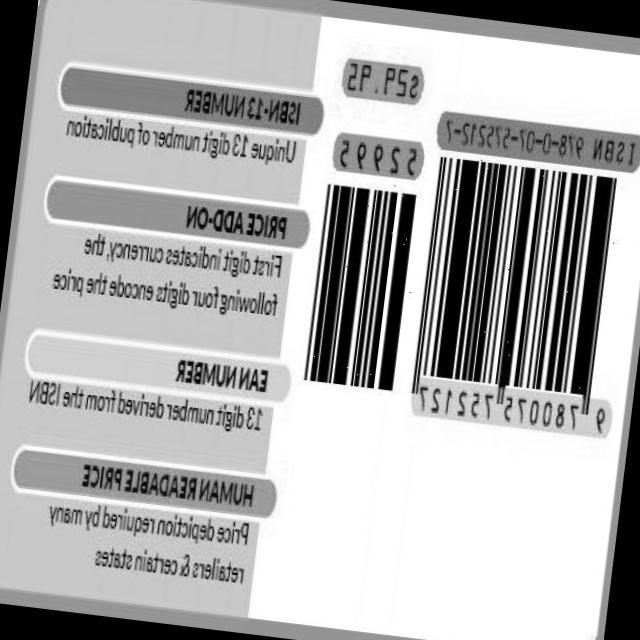 ISBN 978-0-07-575212-7
9 780075 752127
$29.95
52995
ISBN-13 NUMBER
Unique 13 digit number of publication
PRICE ADD-ON
First digit indicates currency, the
following four digits encode the price
EAN NUMBER
13 digit number derived from the ISBN
HUMAN READABLE PRICE
Price depiction required by many
retailers & certain states